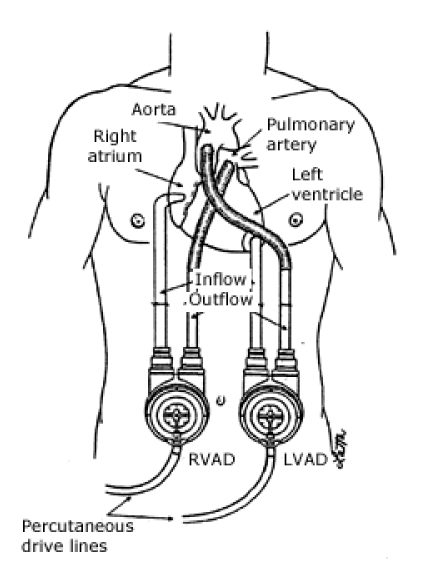 Aorta
Pulmonary
artery
Right
atrium
Left
ventricle
Inflow
Outflow
RVAD
LVAD
Percutaneous
drive lines